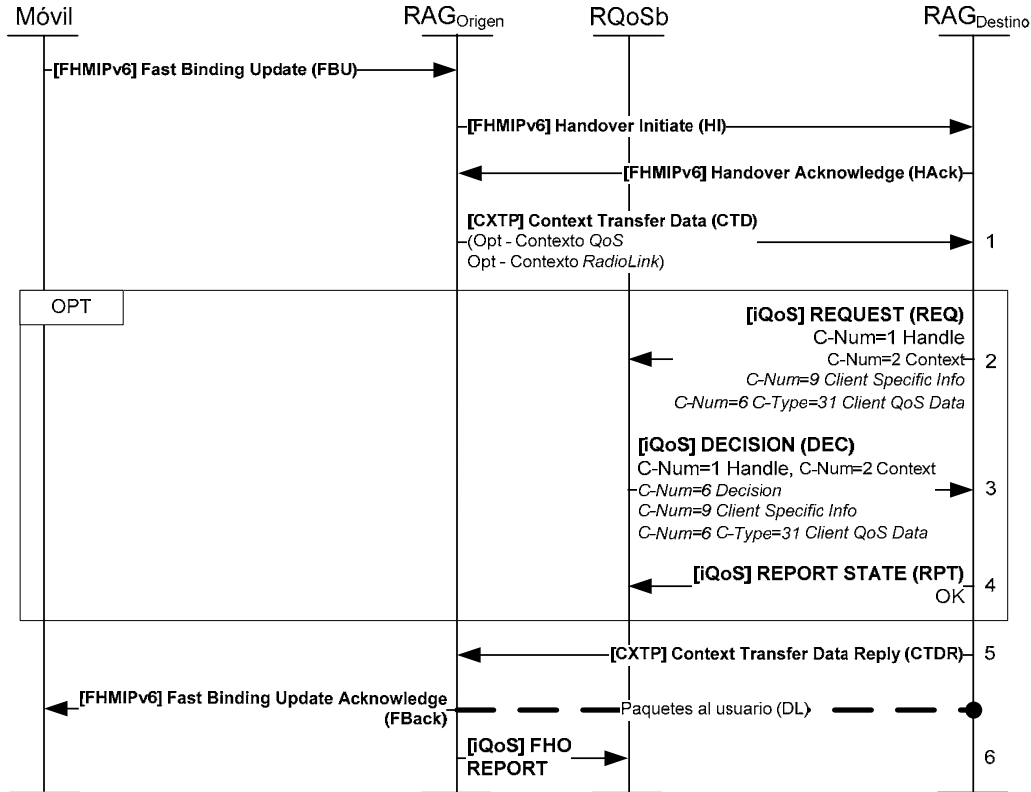 Móvil
RAGOrigen
RQoSb
RAGDestino
[FHMIPv6] Fast Binding Update (FBU)
[FHMIPv6] Handover Initiate (HI)
[FHMIPv6] Handover Acknowledge (HAck)
[CXTP] Context Transfer Data (CTD)
(Opt - Contexto QoS
Opt - Contexto RadioLink)
1
OPT
[iQoS] REQUEST (REQ)
C-Num=1 Handle
C-Num=2 Context
C-Num=9 Client Specific Info
C-Num=6 C-Type=31 Client QoS Data
2
[iQoS] DECISION (DEC)
C-Num=1 Handle, C-Num=2 Context
C-Num=6 Decision
C-Num=9 Client Specific Info
C-Num=6 C-Type=31 Client QoS Data
3
[iQoS] REPORT STATE (RPT)
OK
4
[CXTP] Context Transfer Data Reply (CTDR)
5
[FHMIPv6] Fast Binding Update Acknowledge
(FBack)
Paquetes al usuario (DL)
[iQoS] FHO
REPORT
6